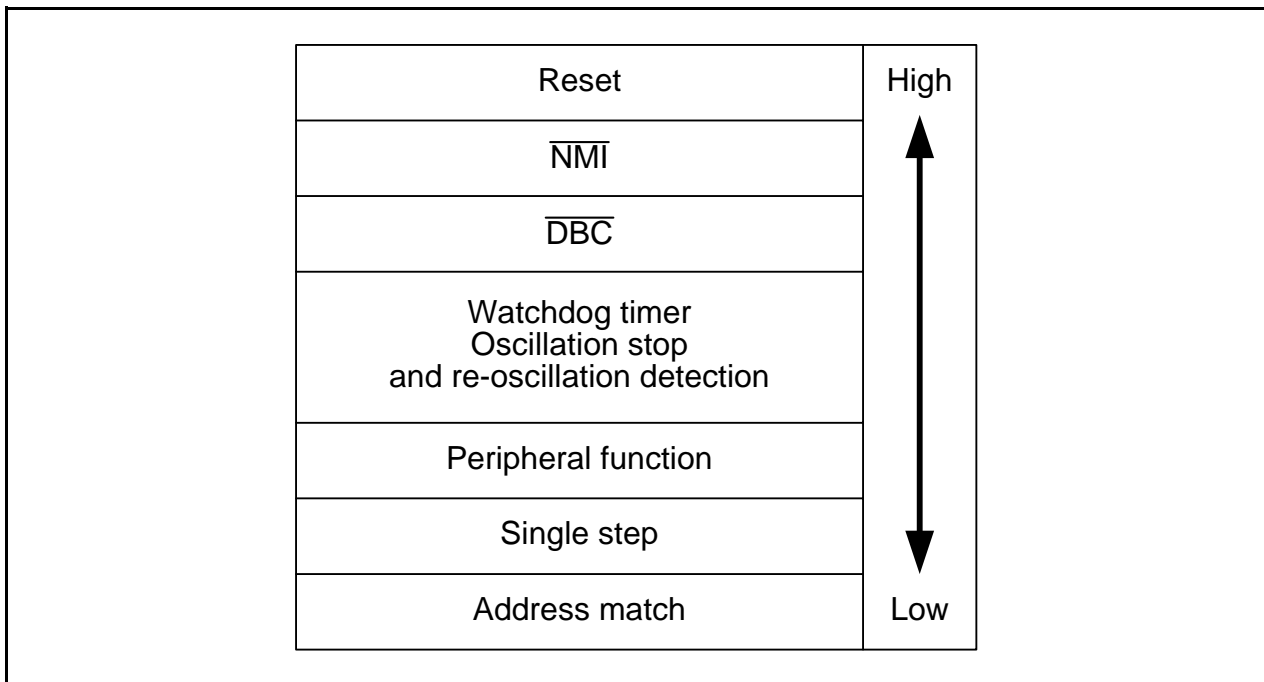 Reset
High
NMI
DBC
Watchdog timer
Oscillation stop
and re-oscillation detection
Peripheral function
Single step
Address match
Low